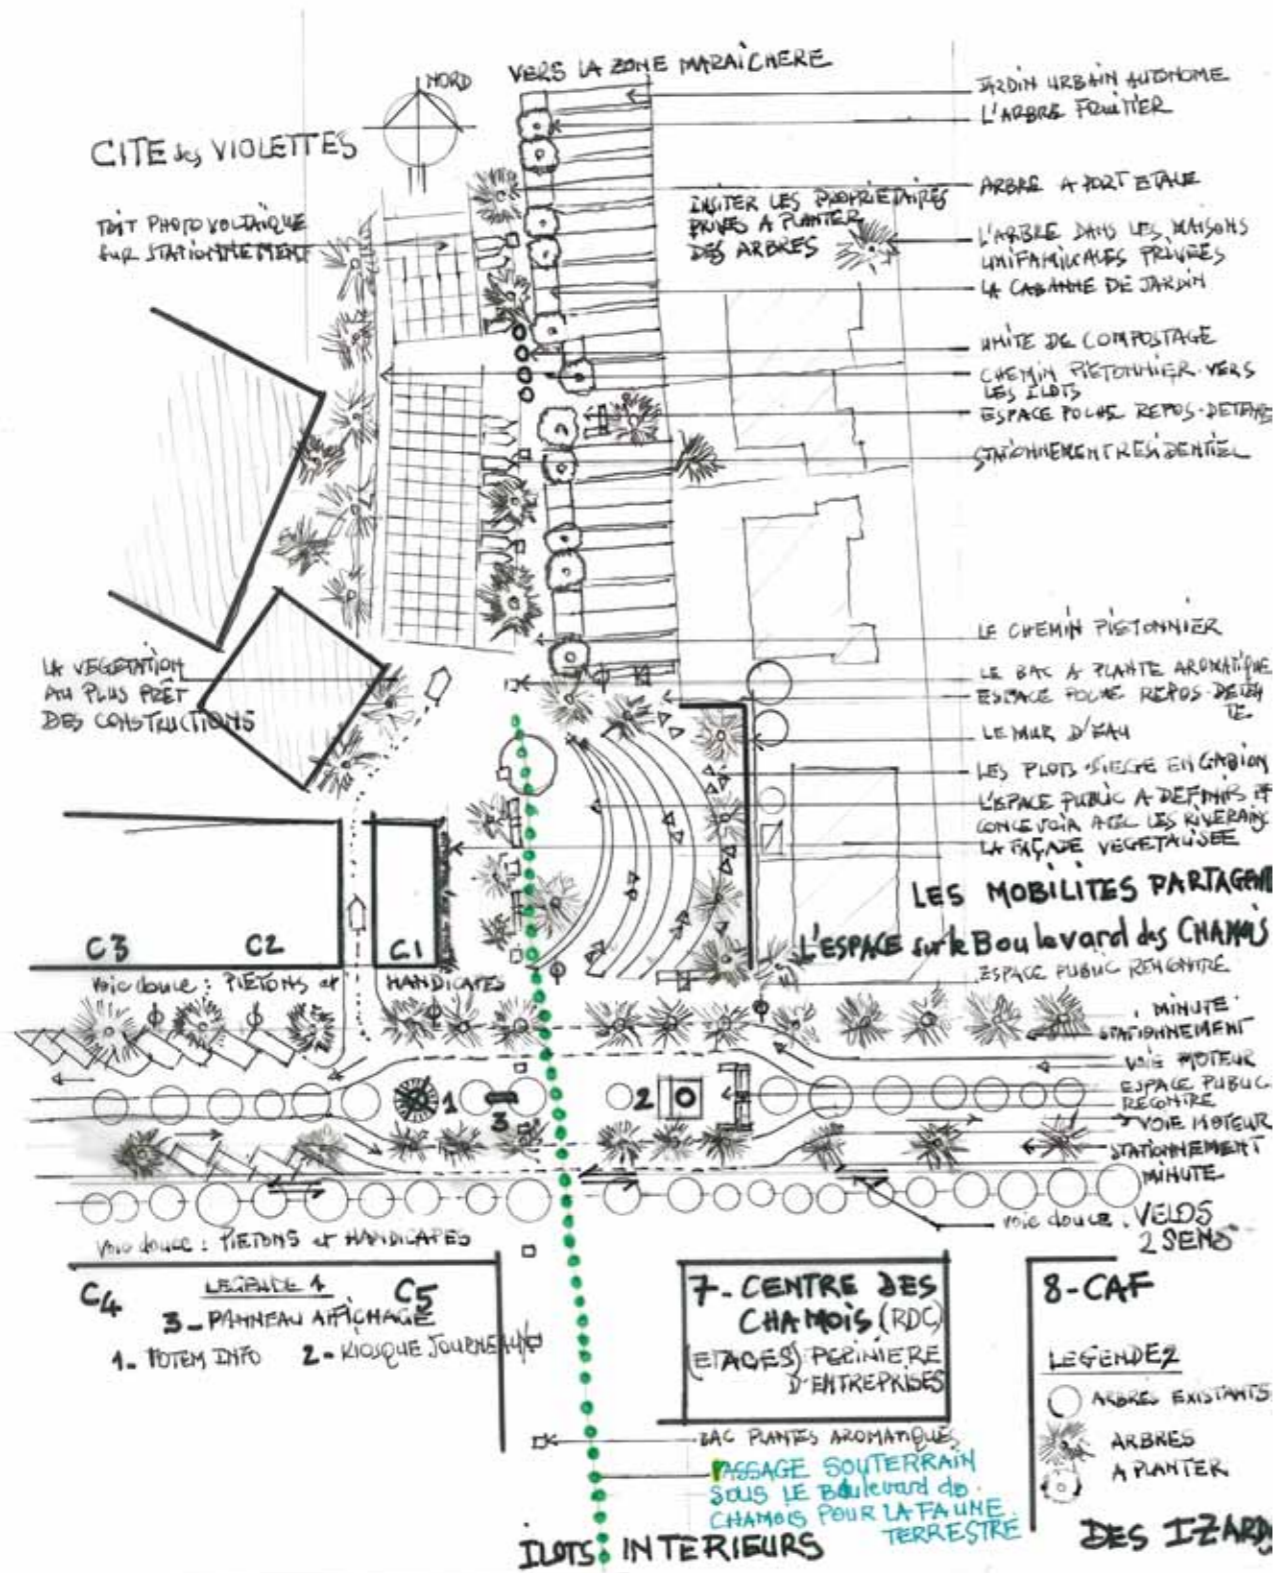 NORD
VERS LA ZONE MARAICHERE
CITE des VIOLETTES
TOIT PHOTOVOLTAIQUE
SUR STATIONNEMENT
JARDIN URBAIN AUTONOME
L'ARBRE FRUITIER
ARBRE A PORT ETALE
INSITER LES PROPRIETAIRES
PRIVES A PLANTER
DES ARBRES
L'ARBRE DANS LES MAISONS
UNIFAMILIALES PRIVEES
LA CABANNE DE JARDIN
UNITE DE COMPOSTAGE
CHEMIN PIETONNIER VERS
LES ILOTS
ESPACE POCHE REPOS-DETENTE
STATIONNEMENT RESIDENTIEL
LE CHEMIN PIETONNIER
LA VEGETATION
AU PLUS PRÊT
DES CONSTRUCTIONS
LE BAC A PLANTE AROMATIQUE
ESPACE POCHE REPOS-DETEN
TE
LE MUR D'EAU
LES PLOTS-SIEGE EN GABION
L'ESPACE PUBLIC A DEFINIR ET
CONCEVOIR AVEC LES RIVERAINS
LA FAÇADE VEGETALISEE
LES MOBILITES PARTAGENT
L'ESPACE sur le Boulevard des CHAMOIS
C3 C2 C1
voie douce : PIETONS et HANDICAPES
ESPACE PUBLIC RENCONTRE
MINUTE
STATIONNEMENT
VOIE MOTEUR
ESPACE PUBLIC
RECONTRE
VOIE MOTEUR
STATIONNEMENT
MINUTE
1
3
2
voie douce : VELOS
2 SENS
voie douce : PIETONS et HANDICAPES
C4 LEGENDE 1 C5
3 - PANNEAU AFFICHAGE
1 - TOTEM INFO 2 - KIOSQUE JOURNEAUX
7 - CENTRE DES
CHAMOIS (RDC)
(ETAGES) PEPINIERE
D'ENTREPRISES
8 - CAF
LEGENDE 2
ARBRES EXISTANTS
ARBRES
A PLANTER
BAC PLANTES AROMATIQUES
PASSAGE SOUTERRAIN
SOUS LE Boulevard des
CHAMOIS POUR LA FAUNE
TERRESTRE
ILOTS INTERIEURS
DES IZARDS